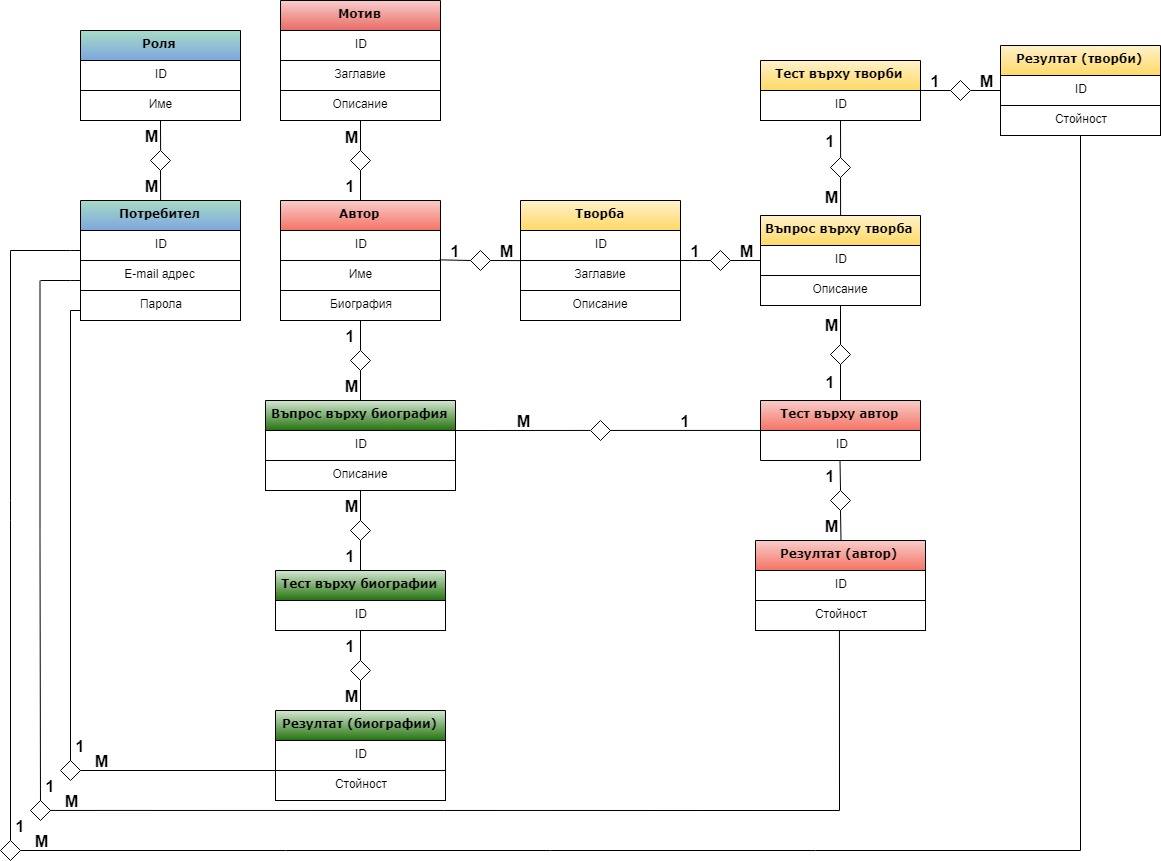 Роля
ID
Име
M
M
Потребител
ID
E-mail адрес
Парола
Мотив
ID
Заглавие
Описание
M
1
Автор
ID
Име
Биография
1
M
Творба
ID
Заглавие
Описание
1
M
Тест върху творби
ID
1
M
Резултат (творби)
ID
Стойност
1
M
Въпрос върху творба
ID
Описание
M
1
Тест върху автор
ID
1
M
Резултат (автор)
ID
Стойност
1
M
Въпрос върху биография
ID
Описание
M
1
M
1
Тест върху биографии
ID
1
M
Резултат (биографии)
ID
Стойност
1
M
1
M
1
M